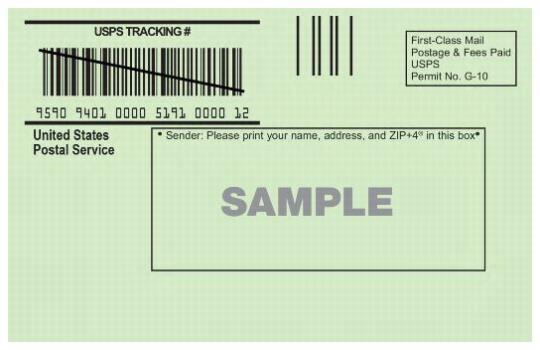 USPS TRACKING #
9590 9401 0000 5191 0000 12
First-Class Mail
Postage & Fees Paid
USPS
Permit No. G-10
United States
Postal Service
• Sender: Please print your name, address, and ZIP+4® in this box•
SAMPLE